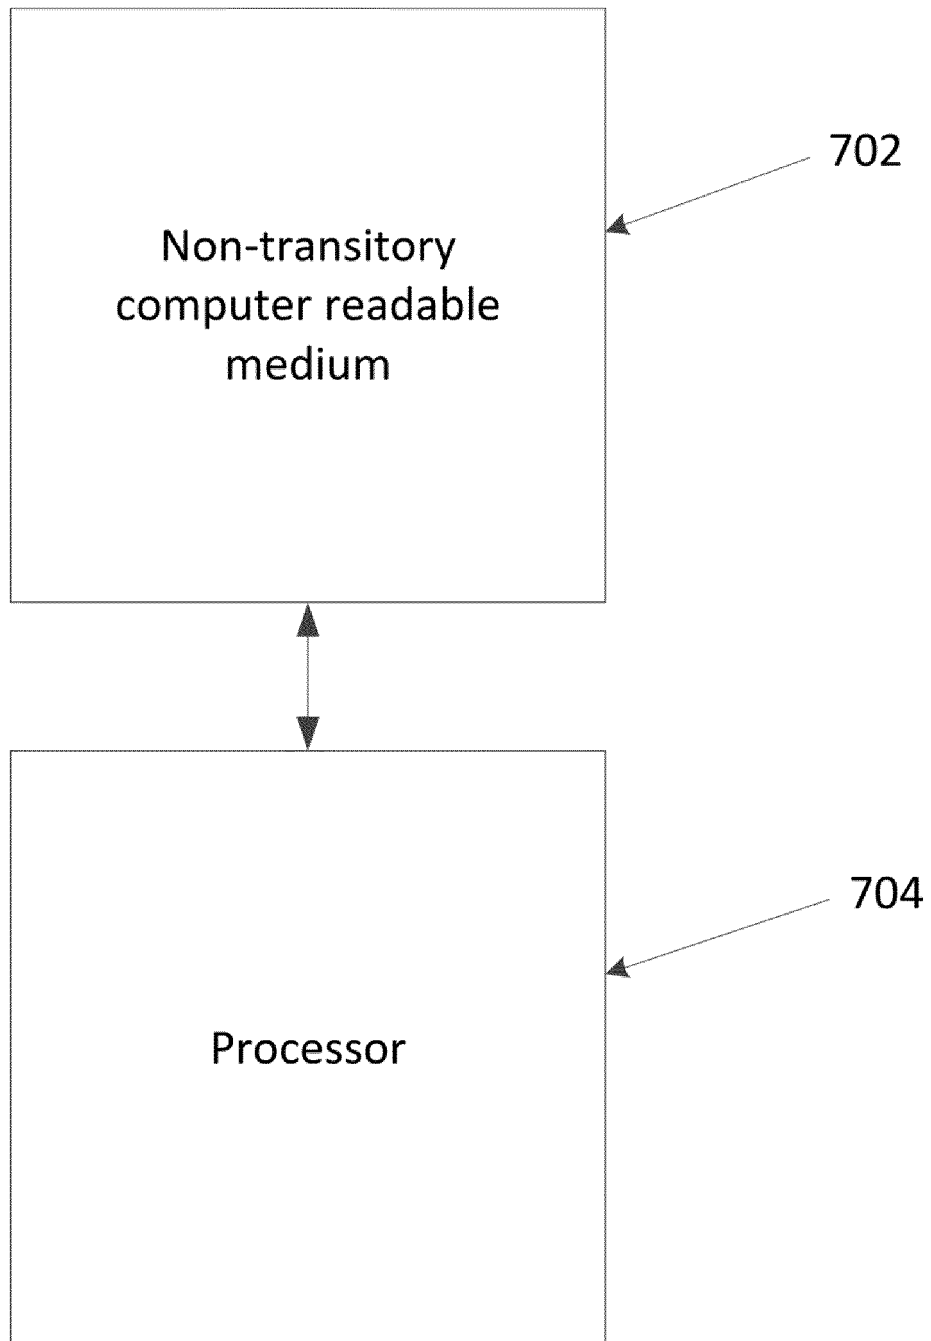 702
Non-transitory
computer readable
medium
704
Processor